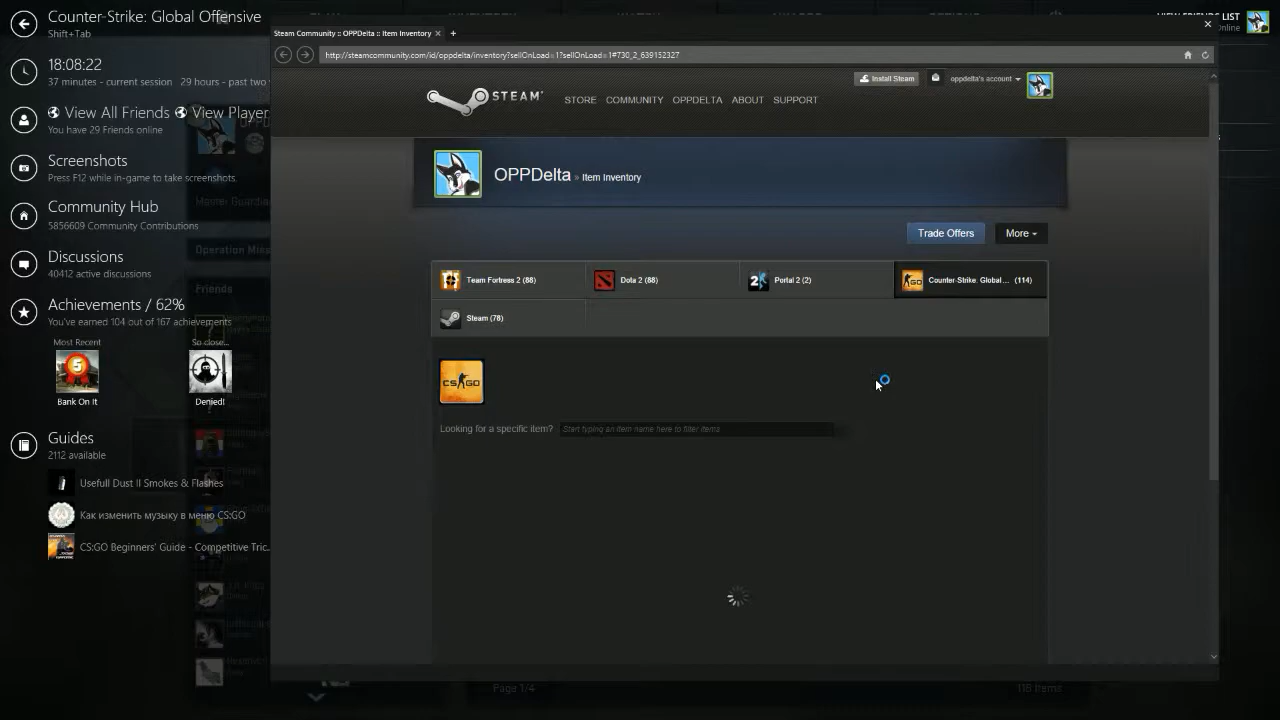 Counter-Strike: Global Offensive
Shift+Tab
18:08:22
37 minutes - current session 29 hours - past
View All Friends View Player
You have 29 Friends online
Screenshots
Press F12 while in-game to take screenshots.
Community Hub
5856609 Community Contributions
Discussions
40412 active discussions
Achievements / 62%
You've earned 104 out of 167 achievements
Most Recent So close...
Bank On It Denied!
Guides
2112 available
Usefull Dust II Smokes & Flashes
Как изменить музыку в меню CS:GO
CS:GO Beginners' Guide - Competitive Tric...
Master Guardian
Friends
VIEW FRIENDS LIST
Online
Steam Community :: OPPDelta :: Item Inventory
http://steamcommunity.com/id/oppdelta/inventory?sellOnLoad=1?sellOnLoad=1#730_2_639152327
Install Steam oppdelta's account
STEAM
STORE COMMUNITY OPPDELTA ABOUT SUPPORT
OPPDelta » Item Inventory
Trade Offers More
Team Fortress 2 (88) Dota 2 (88) Portal 2 (2) Counter-Strike: Global... (114)
Steam (78)
CS GO
Looking for a specific item? Start typing an item name here to filter items
Page 1/4 118 Items